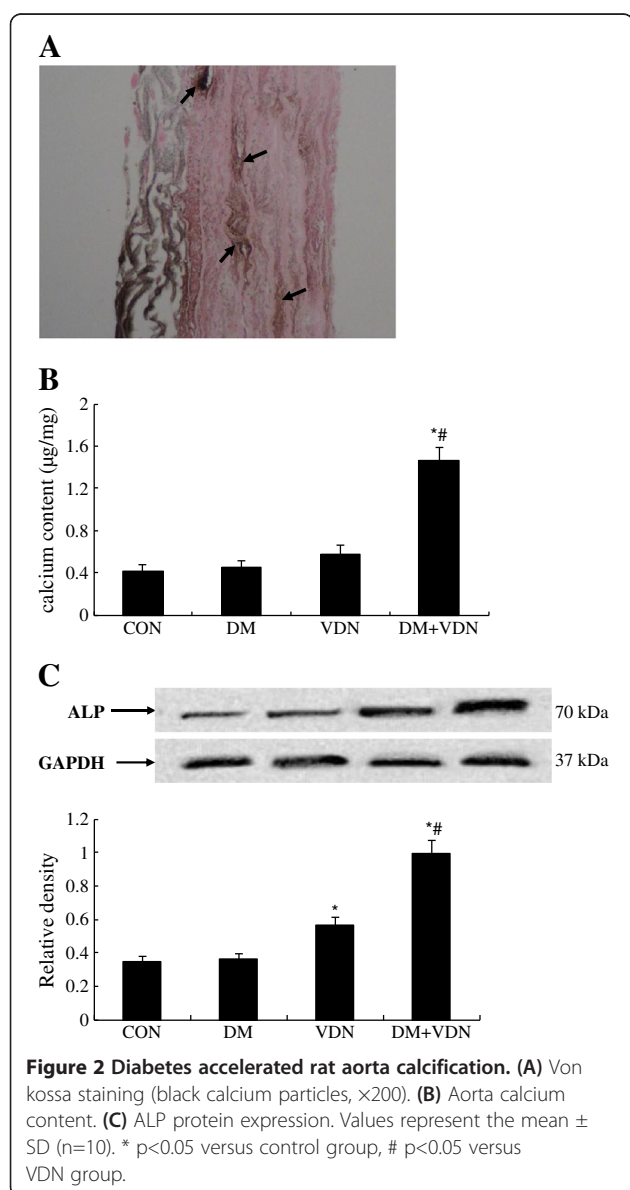 A
B
2
*#
1.6
1.2
0.8
0.4
0
calcium content (µg/mg)
CON DM VDN DM+VDN
C
ALP 70 kDa
GAPDH 37 kDa
1.2
*#
1
0.8
*
0.6
0.4
0.2
0
Relative density
CON DM VDN DM+VDN
Figure 2 Diabetes accelerated rat aorta calcification. (A) Von
kossa staining (black calcium particles, ×200). (B) Aorta calcium
content. (C) ALP protein expression. Values represent the mean ±
SD (n=10). * p<0.05 versus control group, # p<0.05 versus
VDN group.